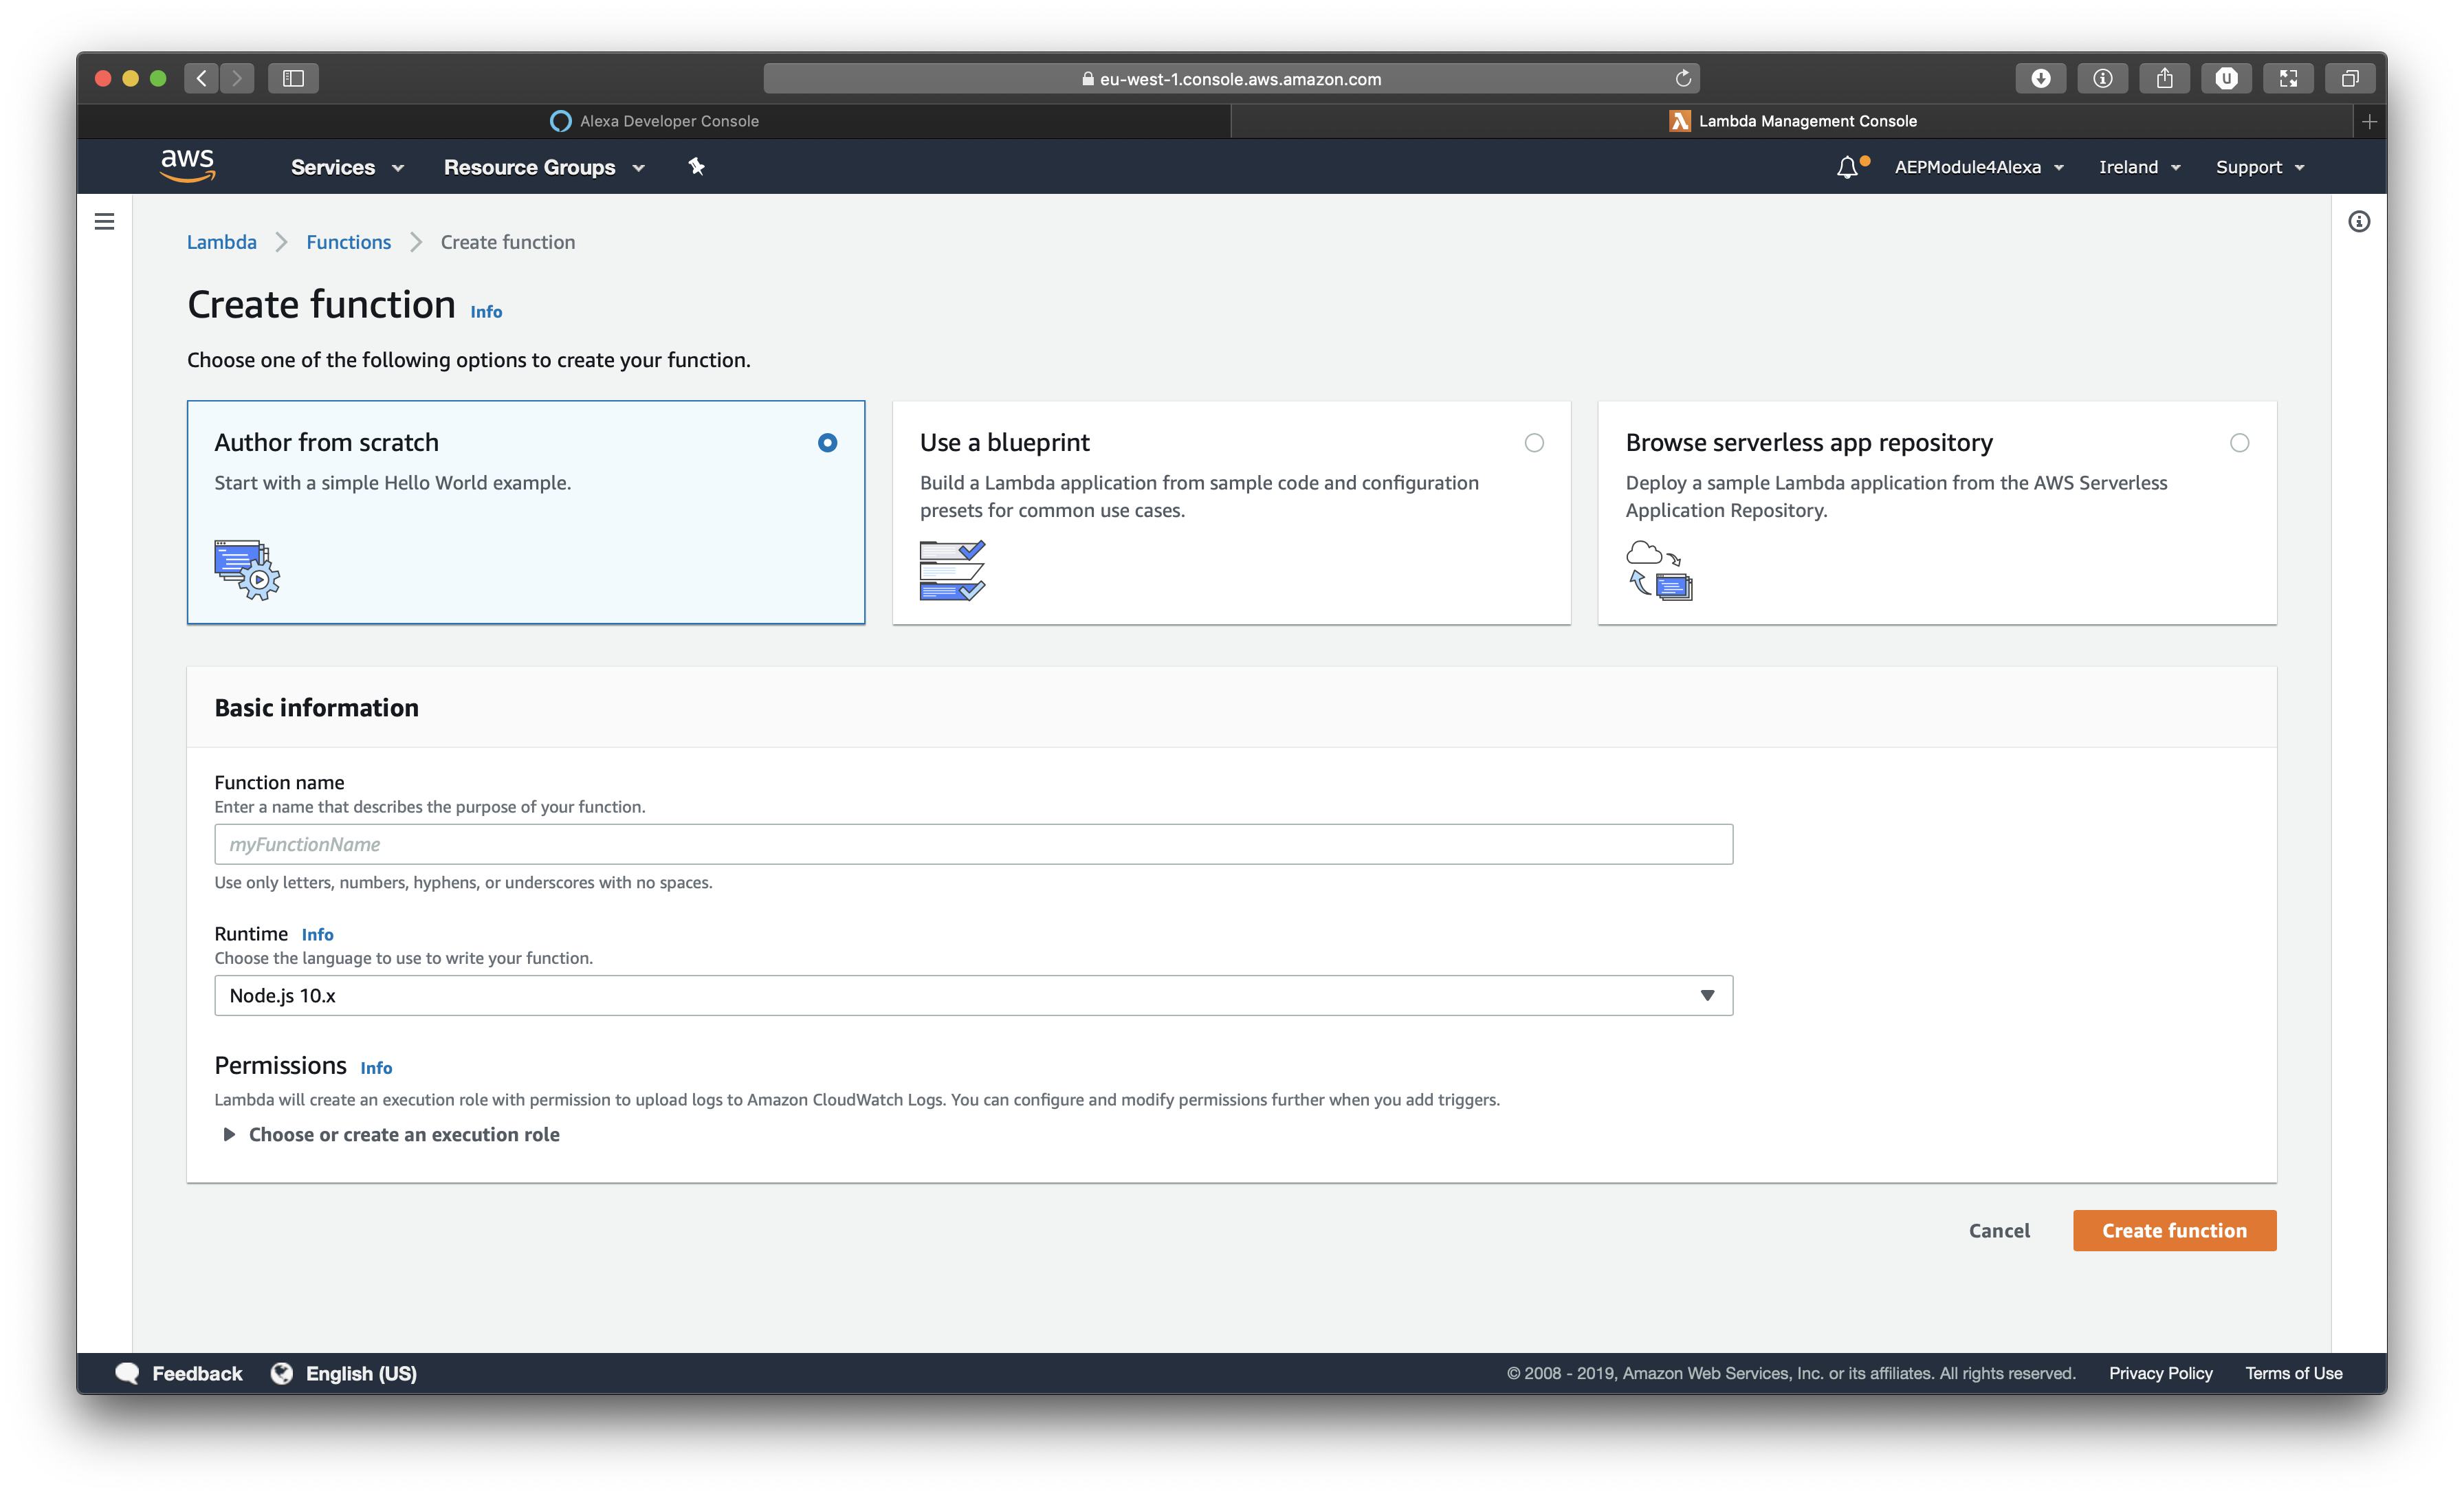 eu-west-1.console.aws.amazon.com
Alexa Developer Console
Lambda Management Console
aws
Services
Resource Groups
AEPModule4Alexa
Ireland
Support
Lambda
Functions
Create function
Create function
Info
Choose one of the following options to create your function.
Author from scratch
Start with a simple Hello World example.
Use a blueprint
Build a Lambda application from sample code and configuration
presets for common use cases.
Browse serverless app repository
Deploy a sample Lambda application from the AWS Serverless
Application Repository.
Basic information
Function name
Enter a name that describes the purpose of your function.
myFunctionName
Use only letters, numbers, hyphens, or underscores with no spaces.
Runtime Info
Choose the language to use to write your function.
Node.js 10.x
Permissions Info
Lambda will create an execution role with permission to upload logs to Amazon CloudWatch Logs. You can configure and modify permissions further when you add triggers.
Choose or create an execution role
Cancel
Create function
Feedback
English (US)
© 2008 - 2019, Amazon Web Services, Inc. or its affiliates. All rights reserved.
Privacy Policy
Terms of Use